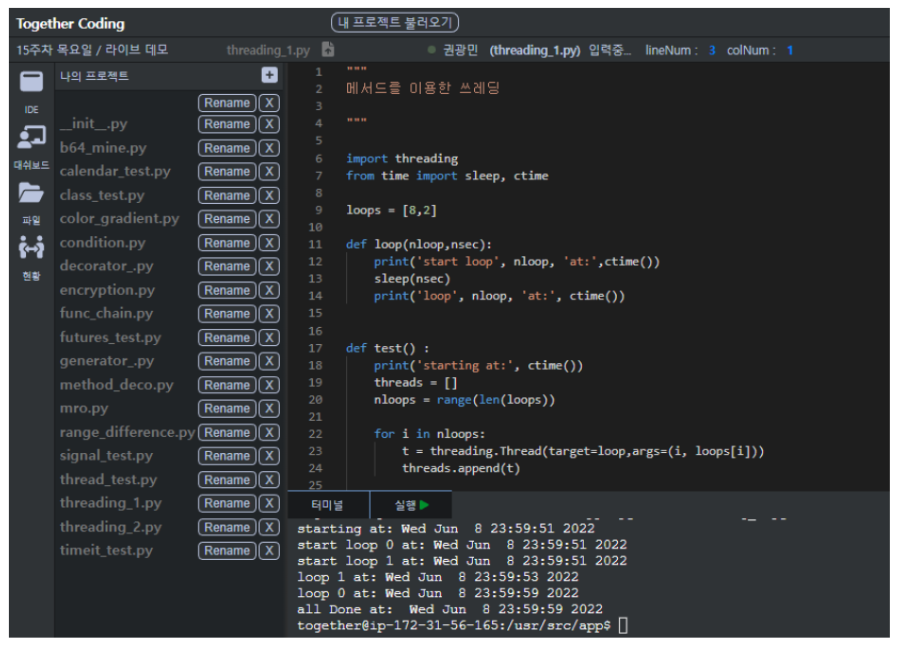 Together Coding
내 프로젝트 불러오기
15주차 목요일 / 라이브 데모
threading_1.py
권광민 (threading_1.py) 입력중... lineNum : 3 colNum : 1
IDE
대쉬보드
파일
현황
나의 프로젝트 +
Rename X
__init__.py Rename X
b64_mine.py Rename X
calendar_test.py Rename X
class_test.py Rename X
color_gradient.py Rename X
condition.py Rename X
decorator_.py Rename X
encryption.py Rename X
func_chain.py Rename X
futures_test.py Rename X
generator_.py Rename X
method_deco.py Rename X
mro.py Rename X
range_difference.py Rename X
signal_test.py Rename X
thread_test.py Rename X
threading_1.py Rename X
threading_2.py Rename X
timeit_test.py Rename X
1 """
2 메서드를 이용한 쓰레딩
3
4 """
5
6 import threading
7 from time import sleep, ctime
8
9 loops = [8,2]
10
11 def loop(nloop,nsec):
12 print('start loop', nloop, 'at:',ctime())
13 sleep(nsec)
14 print('loop', nloop, 'at:', ctime())
15
16
17 def test() :
18 print('starting at:', ctime())
19 threads = []
20 nloops = range(len(loops))
21
22 for i in nloops:
23 t = threading.Thread(target=loop,args=(i, loops[i]))
24 threads.append(t)
25
터미널 실행
starting at: Wed Jun 8 23:59:51 2022
start loop 0 at: Wed Jun 8 23:59:51 2022
start loop 1 at: Wed Jun 8 23:59:51 2022
loop 1 at: Wed Jun 8 23:59:53 2022
loop 0 at: Wed Jun 8 23:59:59 2022
all Done at: Wed Jun 8 23:59:59 2022
together@ip-172-31-56-165:/usr/src/app$